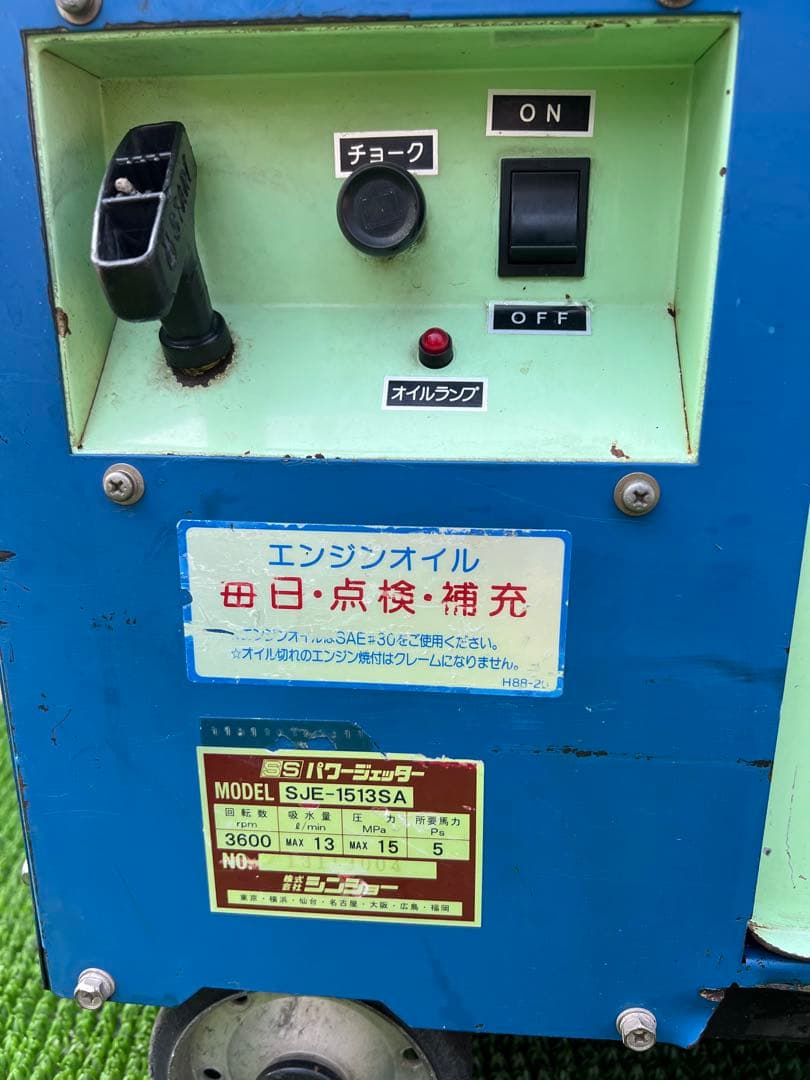 ON
チョーク
OFF
オイルランプ
エンジンオイル
毎日・点検・補充
☆エンジンオイルはSAE#30をご使用ください。
☆オイル切れのエンジン焼付はクレームになりません。
H88-20
SS パワージェッター
MODEL SJE-1513SA
回転数 吸水量 圧力 所要馬力
rpm ℓ/min MPa Ps
3600 MAX 13 MAX 15 5
NO.
株式会社 シンショー
東京・横浜・仙台・名古屋・大阪・広島・福岡